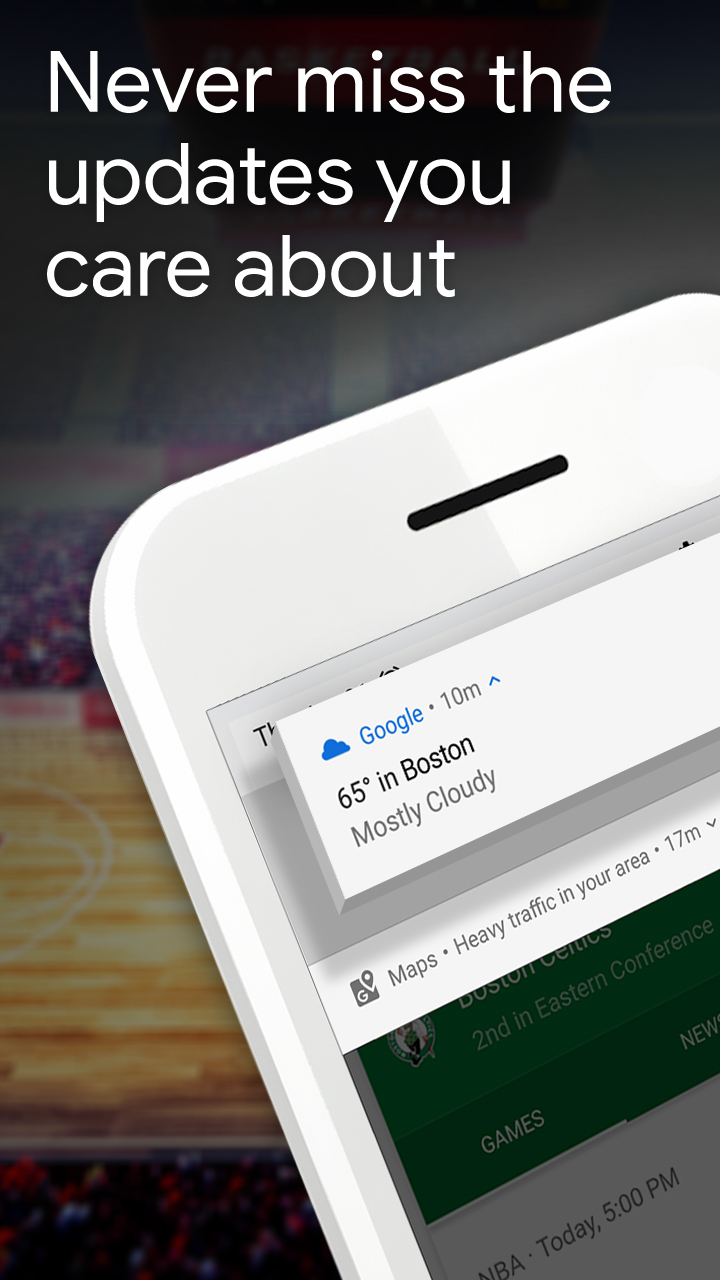 Never miss the
updates you
care about
Google • 10m
65° in Boston
Mostly Cloudy
Maps • Heavy traffic in your area • 17m
Boston Celtics
2nd in Eastern Conference
GAMES
NBA · Today, 5:00 PM